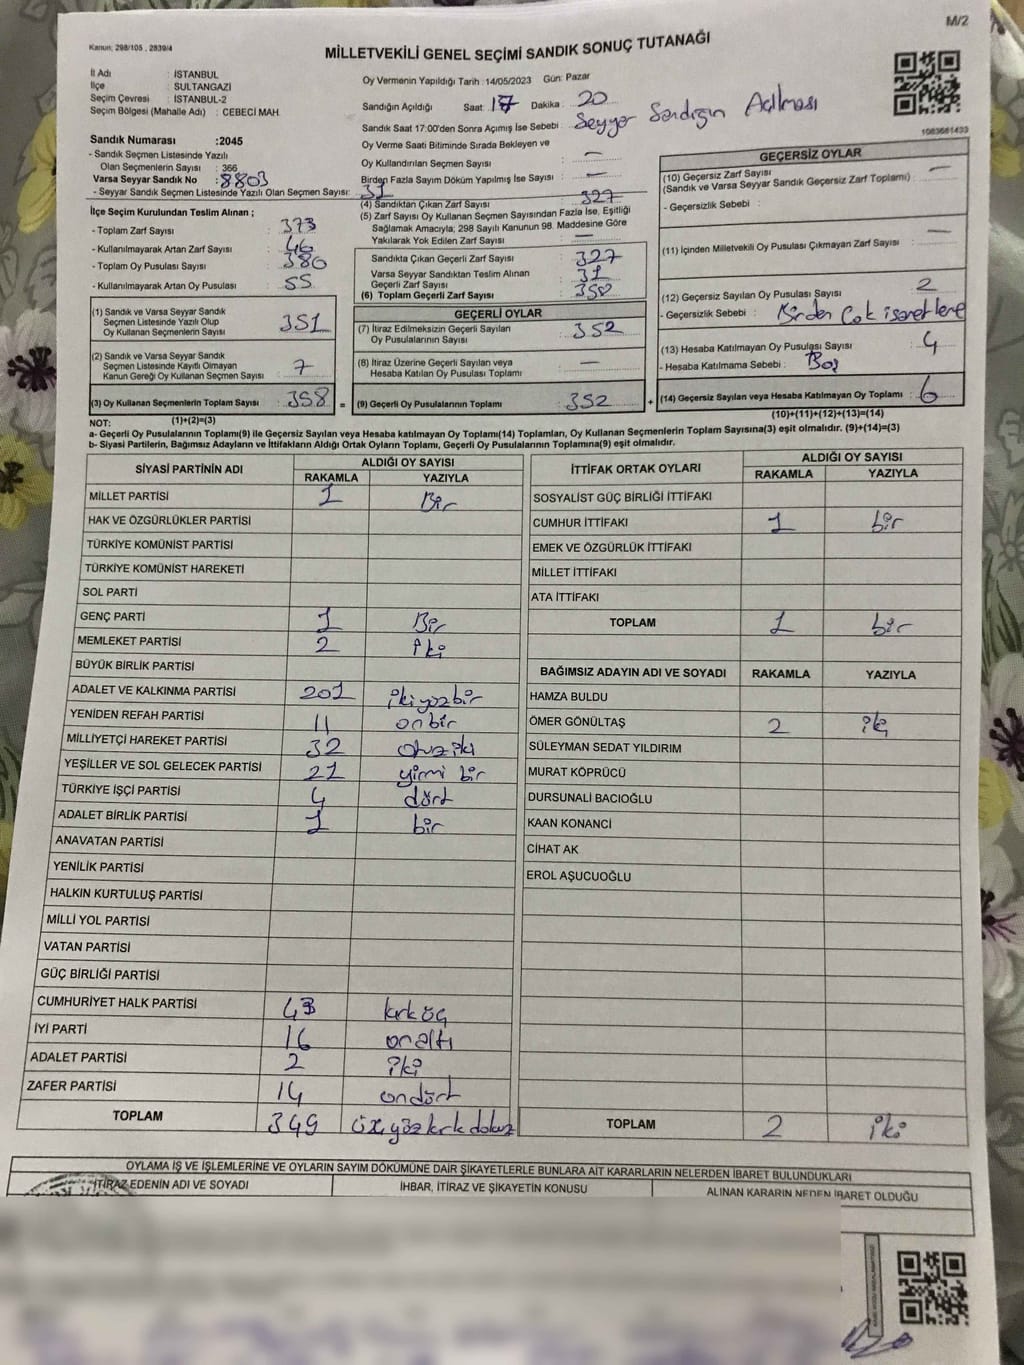 M/2
Kanun: 298/105 , 2839/4
MİLLETVEKİLİ GENEL SEÇİMİ SANDIK SONUÇ TUTANAĞI
İl Adı : İSTANBUL
İlçe : SULTANGAZİ
Seçim Çevresi : İSTANBUL-2
Seçim Bölgesi (Mahalle Adı) : CEBECİ MAH.
Sandık Numarası :2045
- Sandık Seçmen Listesinde Yazılı
Olan Seçmenlerin Sayısı : 366
Varsa Seyyar Sandık No : 8803
- Seyyar Sandık Seçmen Listesinde Yazılı Olan Seçmen Sayısı: 31
Oy Vermenin Yapıldığı Tarih :14/05/2023 Gün: Pazar
Sandığın Açıldığı Saat: 17 Dakika : 20
Sandık Saat 17:00'den Sonra Açımış İse Sebebi : Seyyar Sandığın Açılması
Oy Verme Saati Bitiminde Sırada Bekleyen ve
Oy Kullandırılan Seçmen Sayısı : —
Birden Fazla Sayım Döküm Yapılmış İse Sayısı : —
(4) Sandıktan Çıkan Zarf Sayısı : 327
(5) Zarf Sayısı Oy Kullanan Seçmen Sayısından Fazla İse, Eşitliği
Sağlamak Amacıyla; 298 Sayılı Kanunun 98. Maddesine Göre
Yakılarak Yok Edilen Zarf Sayısı : —
1083681433
İlçe Seçim Kurulundan Teslim Alınan ;
- Toplam Zarf Sayısı : 373
- Kullanılmayarak Artan Zarf Sayısı : 46
- Toplam Oy Pusulası Sayısı : 380
- Kullanılmayarak Artan Oy Pusulası : 55
Sandıkta Çıkan Geçerli Zarf Sayısı : 327
Varsa Seyyar Sandıktan Teslim Alınan
Geçerli Zarf Sayısı : 31
(6) Toplam Geçerli Zarf Sayısı : 358
GEÇERSİZ OYLAR
(10) Geçersiz Zarf Sayısı
(Sandık ve Varsa Seyyar Sandık Geçersiz Zarf Toplamı) : —
- Geçersizlik Sebebi :
(11) İçinden Milletvekili Oy Pusulası Çıkmayan Zarf Sayısı : —
(12) Geçersiz Sayılan Oy Pusulası Sayısı : 2
- Geçersizlik Sebebi : Birden Çok işaretleme
(13) Hesaba Katılmayan Oy Pusulası Sayısı : 4
- Hesaba Katılmama Sebebi : Boş
(14) Geçersiz Sayılan veya Hesaba Katılmayan Oy Toplamı : 6
(1) Sandık ve Varsa Seyyar Sandık
Seçmen Listesinde Yazılı Olup
Oy Kullanan Seçmenlerin Sayısı : 351
(2) Sandık ve Varsa Seyyar Sandık
Seçmen Listesinde Kayıtlı Olmayan
Kanun Gereği Oy Kullanan Seçmen Sayısı : 7
(3) Oy Kullanan Seçmenlerin Toplam Sayısı : 358 =
GEÇERLİ OYLAR
(7) İtiraz Edilmeksizin Geçerli Sayılan
Oy Pusulalarının Sayısı : 352
(8) İtiraz Üzerine Geçerli Sayılan veya
Hesaba Katılan Oy Pusulası Toplamı : —
(9) Geçerli Oy Pusulalarının Toplamı : 352 +
(1)+(2)=(3)
(10)+(11)+(12)+(13)=(14)
NOT:
a- Geçerli Oy Pusulalarının Toplamı(9) ile Geçersiz Sayılan veya Hesaba katılmayan Oy Toplamı(14) Toplamları, Oy Kullanan Seçmenlerin Toplam Sayısına(3) eşit olmalıdır. (9)+(14)=(3)
b- Siyasi Partilerin, Bağımsız Adayların ve İttifakların Aldığı Ortak Oyların Toplamı, Geçerli Oy Pusulalarının Toplamına(9) eşit olmalıdır.
SİYASİ PARTİNİN ADI ALDIĞI OY SAYISI
RAKAMLA YAZIYLA
MİLLET PARTİSİ 1 Bir
HAK VE ÖZGÜRLÜKLER PARTİSİ
TÜRKİYE KOMÜNİST PARTİSİ
TÜRKİYE KOMÜNİST HAREKETİ
SOL PARTİ
GENÇ PARTİ 1 Bir
MEMLEKET PARTİSİ 2 İki
BÜYÜK BİRLİK PARTİSİ
ADALET VE KALKINMA PARTİSİ 201 ikiyüzbir
YENİDEN REFAH PARTİSİ 11 onbir
MİLLİYETÇİ HAREKET PARTİSİ 32 otuziki
YEŞİLLER VE SOL GELECEK PARTİSİ 21 yirmi bir
TÜRKİYE İŞÇİ PARTİSİ 4 dört
ADALET BİRLİK PARTİSİ 1 bir
ANAVATAN PARTİSİ
YENİLİK PARTİSİ
HALKIN KURTULUŞ PARTİSİ
MİLLİ YOL PARTİSİ
VATAN PARTİSİ
GÜÇ BİRLİĞİ PARTİSİ
CUMHURİYET HALK PARTİSİ 43 kırk üç
İYİ PARTİ 16 onaltı
ADALET PARTİSİ 2 iki
ZAFER PARTİSİ 14 ondört
TOPLAM 349 üçyüzkırkdokuz
İTTİFAK ORTAK OYLARI ALDIĞI OY SAYISI
RAKAMLA YAZIYLA
SOSYALİST GÜÇ BİRLİĞİ İTTİFAKI
CUMHUR İTTİFAKI 1 bir
EMEK VE ÖZGÜRLÜK İTTİFAKI
MİLLET İTTİFAKI
ATA İTTİFAKI
TOPLAM 1 bir
BAĞIMSIZ ADAYIN ADI VE SOYADI RAKAMLA YAZIYLA
HAMZA BULDU
ÖMER GÖNÜLTAŞ 2 iki
SÜLEYMAN SEDAT YILDIRIM
MURAT KÖPRÜCÜ
DURSUNALİ BACIOĞLU
KAAN KONANCİ
CİHAT AK
EROL AŞUCUOĞLU
TOPLAM 2 iki
OYLAMA İŞ VE İŞLEMLERİNE VE OYLARIN SAYIM DÖKÜMÜNE DAİR ŞİKAYETLERLE BUNLARA AİT KARARLARIN NELERDEN İBARET BULUNDUKLARI
İTİRAZ EDENİN ADI VE SOYADI İHBAR, İTİRAZ VE ŞİKAYETİN KONUSU ALINAN KARARIN NEDEN İBARET OLDUĞU